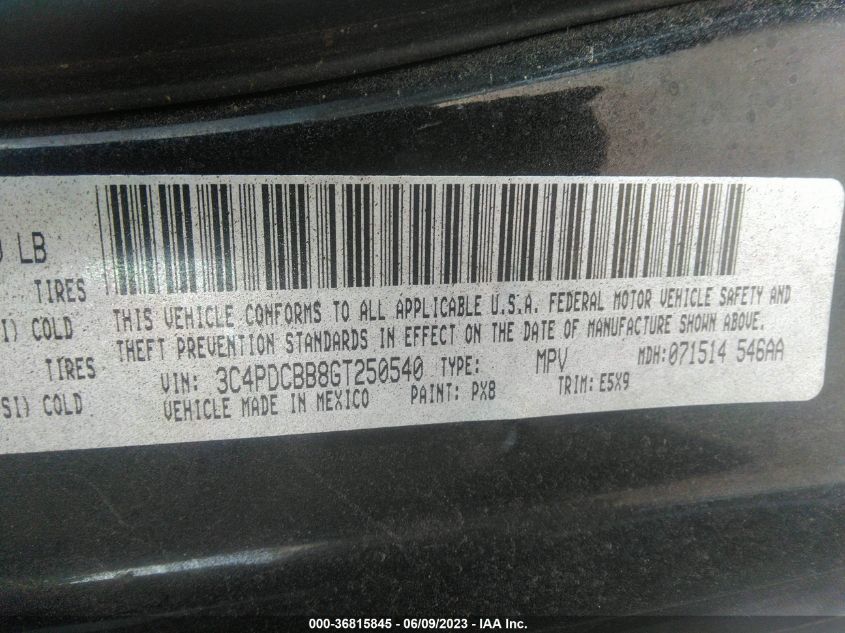 LB
TIRES
COLD
TIRES
COLD
THIS VEHICLE CONFORMS TO ALL APPLICABLE U.S.A. FEDERAL MOTOR VEHICLE SAFETY AND
THEFT PREVENTION STANDARDS IN EFFECT ON THE DATE OF MANUFACTURE SHOWN ABOVE.
VIN: 3C4PDCBB8GT250540 TYPE: MPV MDH:071514 546AA
VEHICLE MADE IN MEXICO PAINT: PX8 TRIM: E5X9
000-36815845 - 06/09/2023 - IAA Inc.